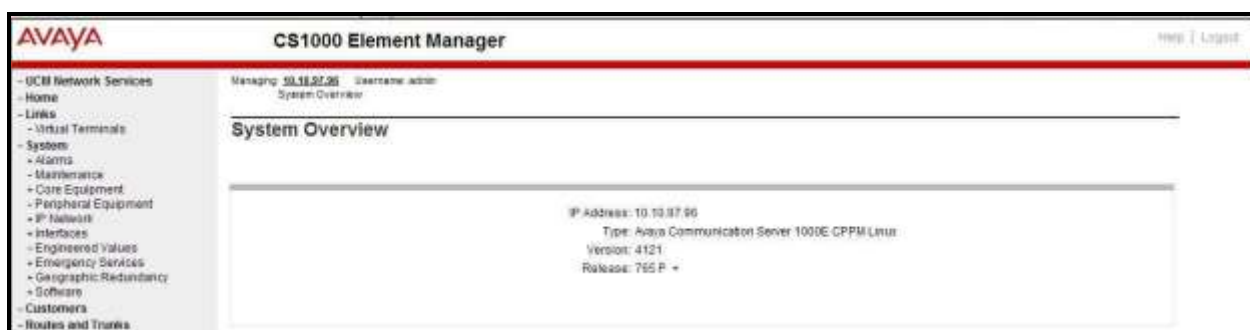 AVAYA
CS1000 Element Manager
Help | Logout
- UCM Network Services
- Home
- Links
- Virtual Terminals
- System
+ Alarms
- Maintenance
+ Core Equipment
- Peripheral Equipment
+ IP Network
+ Interfaces
- Engineered Values
+ Emergency Services
+ Geographic Redundancy
+ Software
- Customers
- Routes and Trunks
Managing: 10.10.97.96 Username: admin
System Overview
System Overview
IP Address: 10.10.97.96
Type: Avaya Communication Server 1000E CPPM Linux
Version: 4121
Release: 765 P +